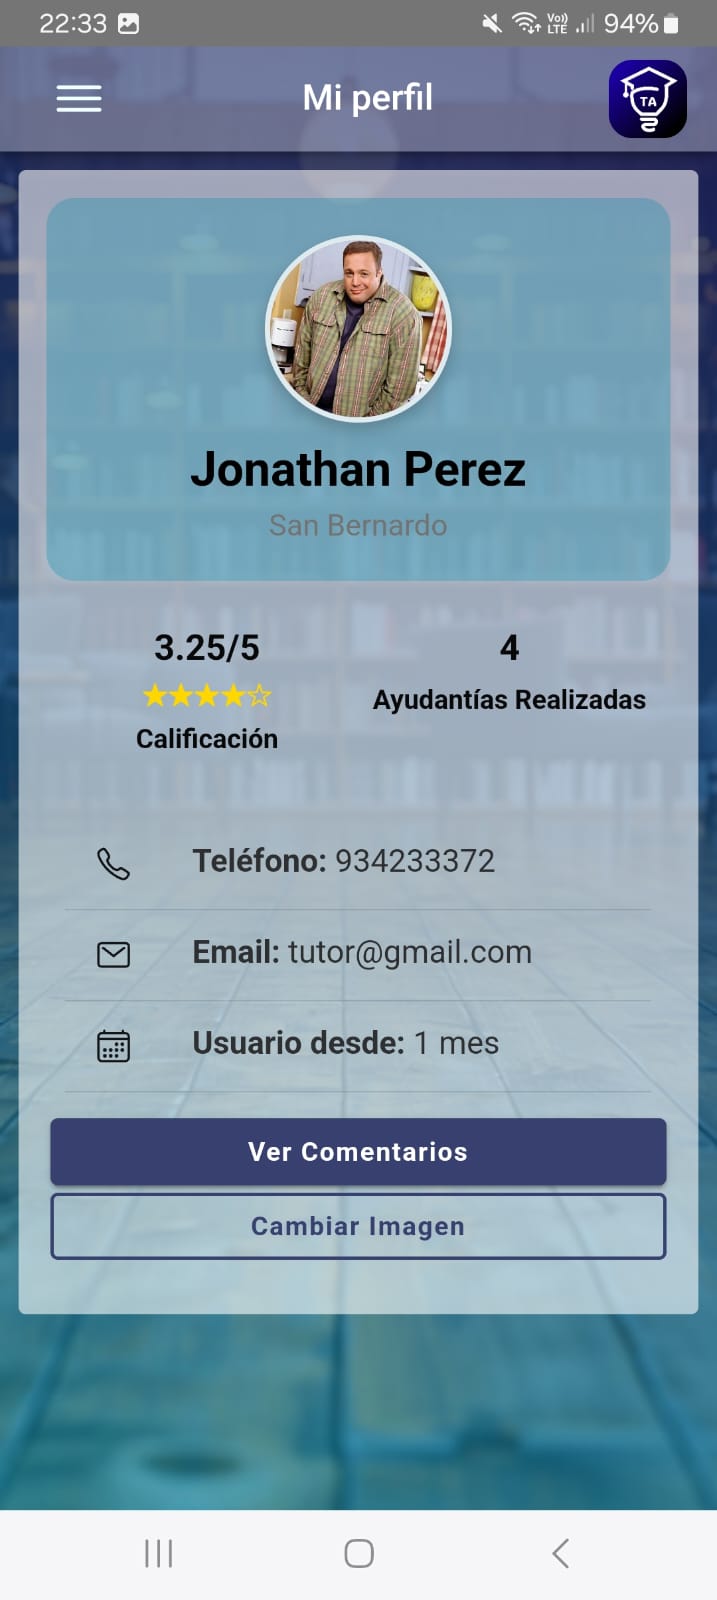 22:33
Vo)) LTE 94%
Mi perfil
TA
Jonathan Perez
San Bernardo
3.25/5
4
Ayudantías Realizadas
Calificación
Teléfono: 934233372
Email: tutor@gmail.com
Usuario desde: 1 mes
Ver Comentarios
Cambiar Imagen